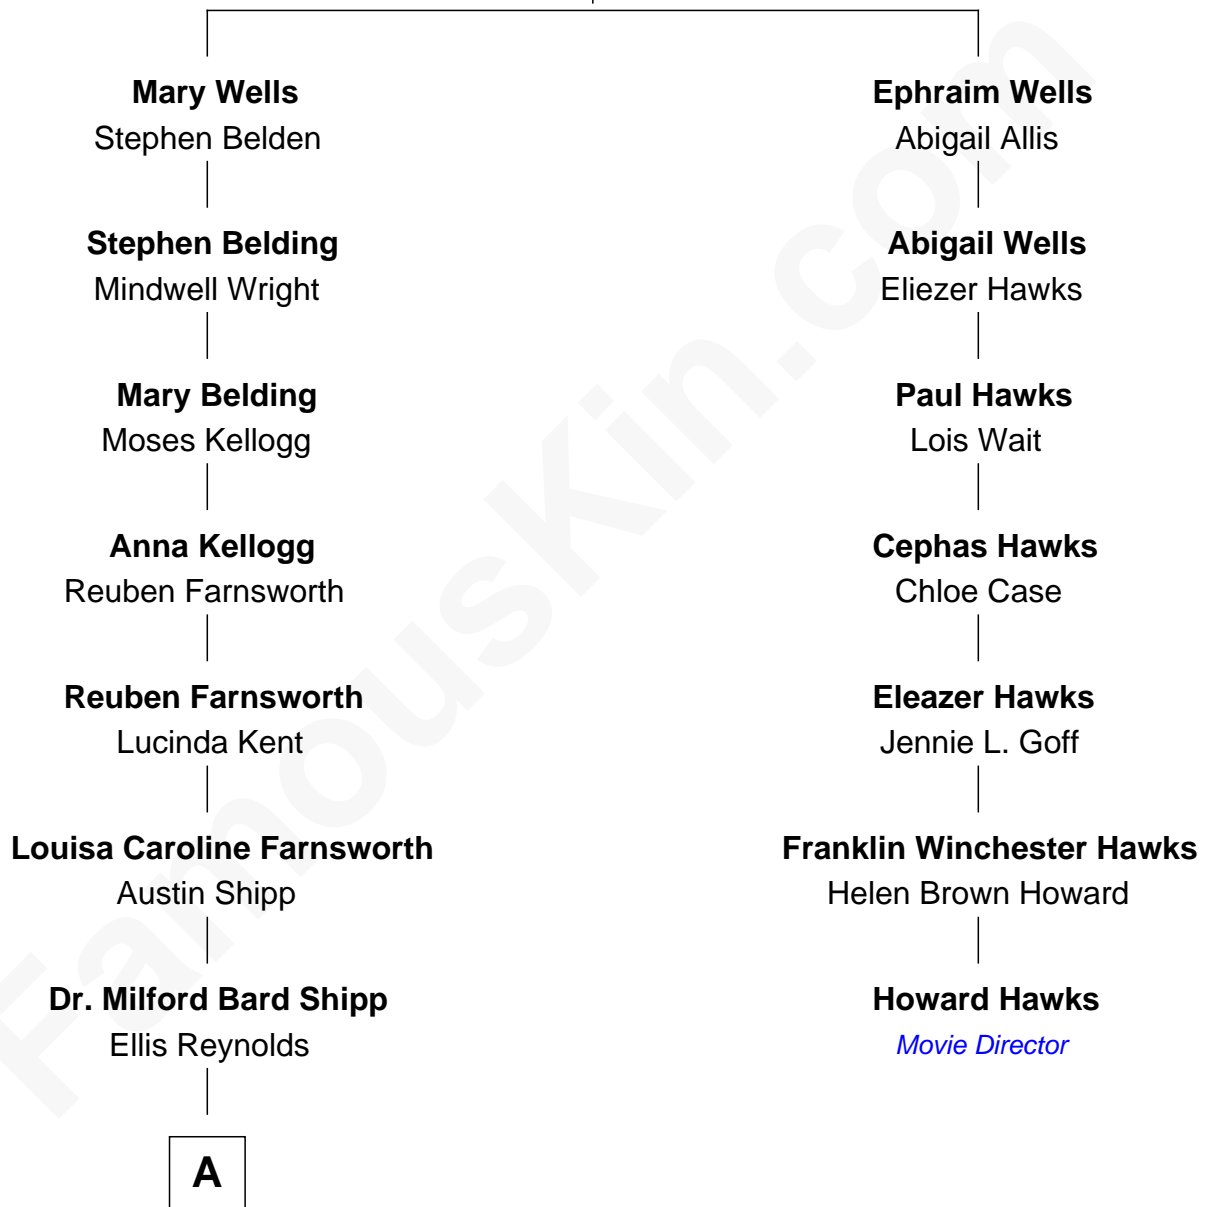 Mary Wells
Stephen Belden
Stephen Belding
Mindwell Wright
Mary Belding
Moses Kellogg
Anna Kellogg
Reuben Farnsworth
Reuben Farnsworth
Lucinda Kent
Louisa Caroline Farnsworth
Austin Shipp
Dr. Milford Bard Shipp
Ellis Reynolds
A
Ephraim Wells
Abigail Allis
Abigail Wells
Eliezer Hawks
Paul Hawks
Lois Wait
Cephas Hawks
Chloe Case
Eleazer Hawks
Jennie L. Goff
Franklin Winchester Hawks
Helen Brown Howard
Howard Hawks
Movie Director
FamousKin.com